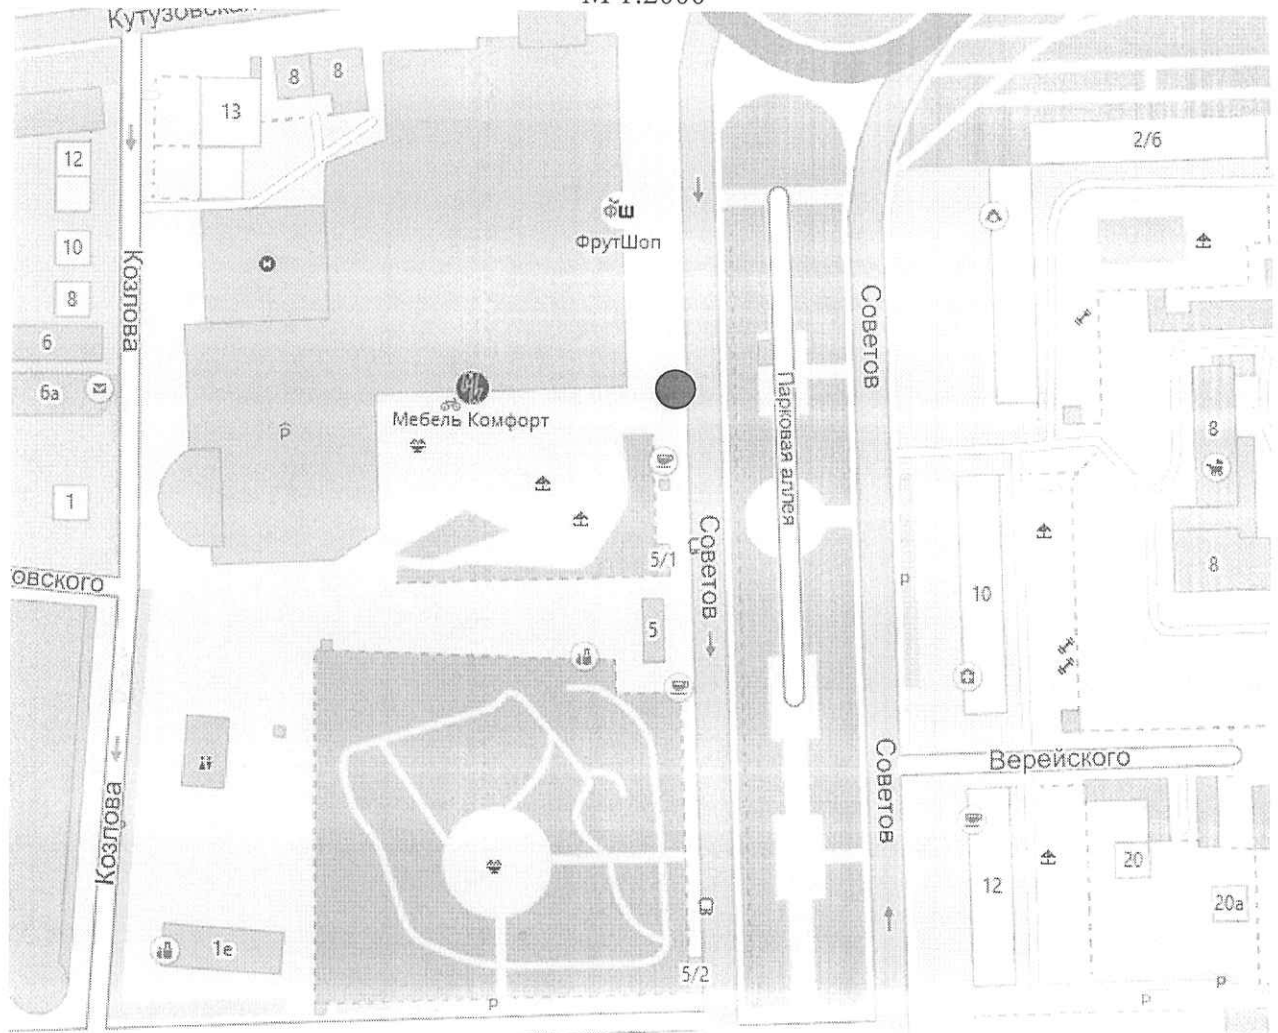 М 1:2000
Кутузовская
8
8
13
12
2/6
10
Козлова
фш
ФрутШоп
8
6
6а
Советов
Парковая аллея
Мебель Комфорт
P
8
1
Советов
5/1
8
10
P
овского
5
Верейского
Советов
Козлова
20
12
20а
1е
5/2
P
P
P